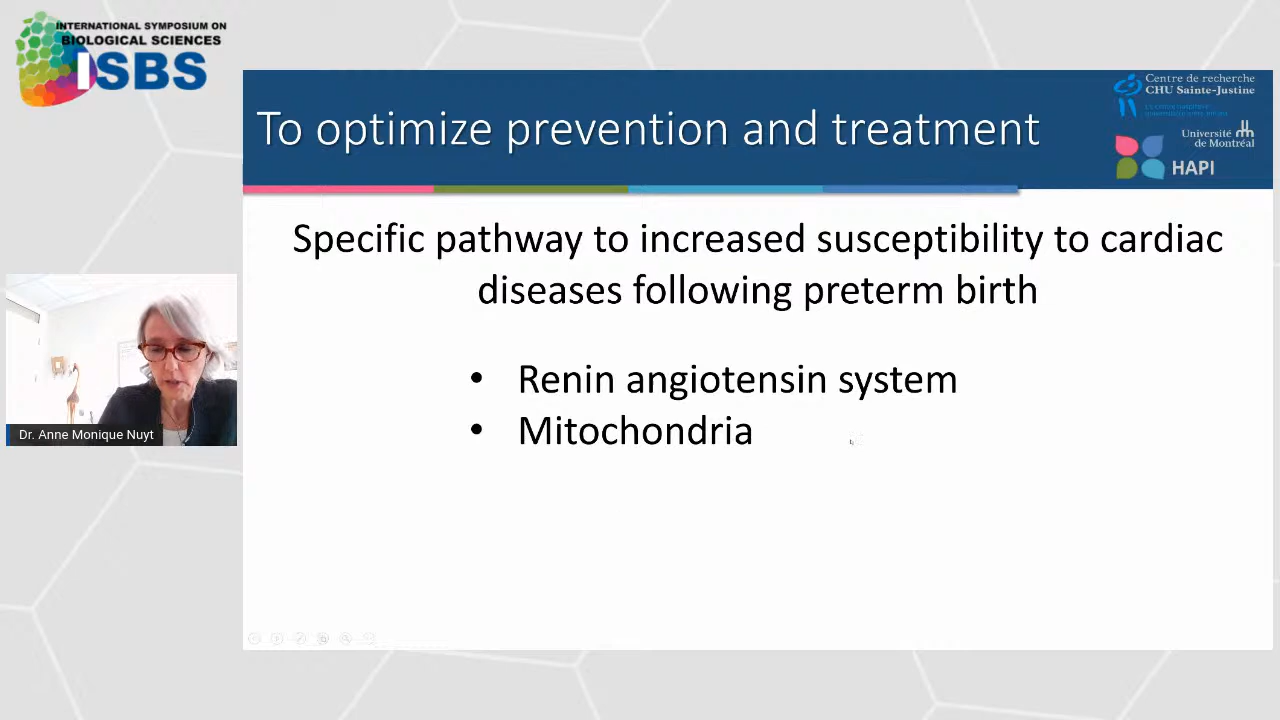 INTERNATIONAL SYMPOSIUM ON
BIOLOGICAL SCIENCES
ISBS
To optimize prevention and treatment
Centre de recherche
CHU Sainte-Justine
Université
de Montréal
HAPI
Specific pathway to increased susceptibility to cardiac
diseases following preterm birth
• Renin angiotensin system
• Mitochondria
Dr. Anne Monique Nuyt